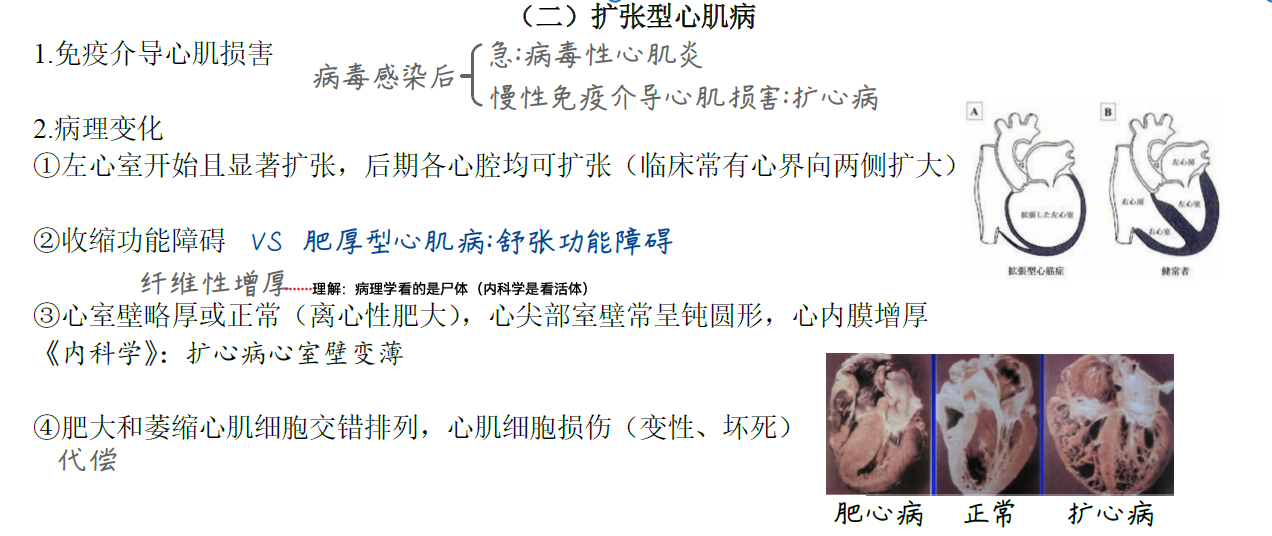 （二）扩张型心肌病
1.免疫介导心肌损害
病毒感染后
急:病毒性心肌炎
慢性免疫介导心肌损害:扩心病
2.病理变化
①左心室开始且显著扩张，后期各心腔均可扩张（临床常有心界向两侧扩大）
A
B
拡張した左心室
拡張型心筋症
左心房
右心房
左心室
右心室
健常者
②收缩功能障碍 VS 肥厚型心肌病:舒张功能障碍
纤维性增厚……理解：病理学看的是尸体（内科学是看活体）
③心室壁略厚或正常（离心性肥大），心尖部室壁常呈钝圆形，心内膜增厚
《内科学》：扩心病心室壁变薄
④肥大和萎缩心肌细胞交错排列，心肌细胞损伤（变性、坏死）
代偿
肥心病 正常 扩心病